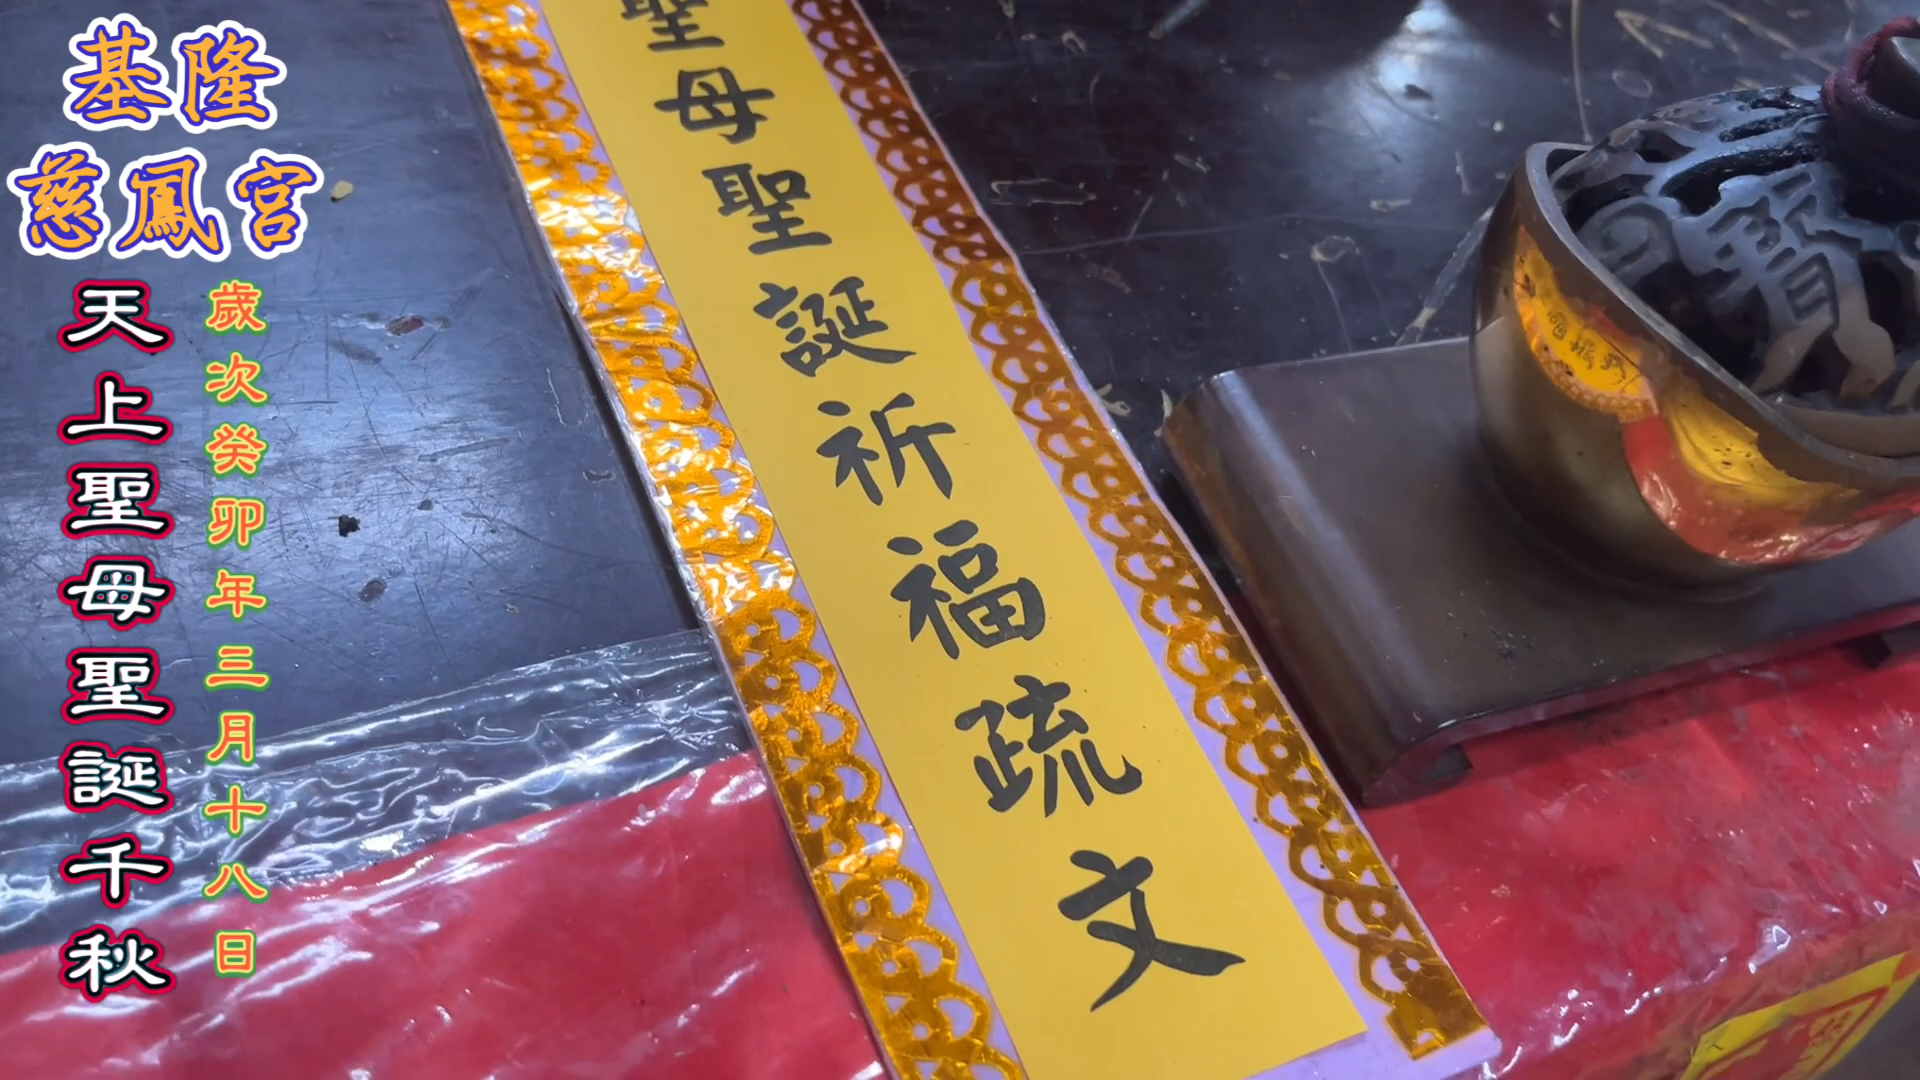 基隆
慈鳳宮
天上聖母聖誕千秋
歲次癸卯年三月十八日
聖母聖誕祈福疏文